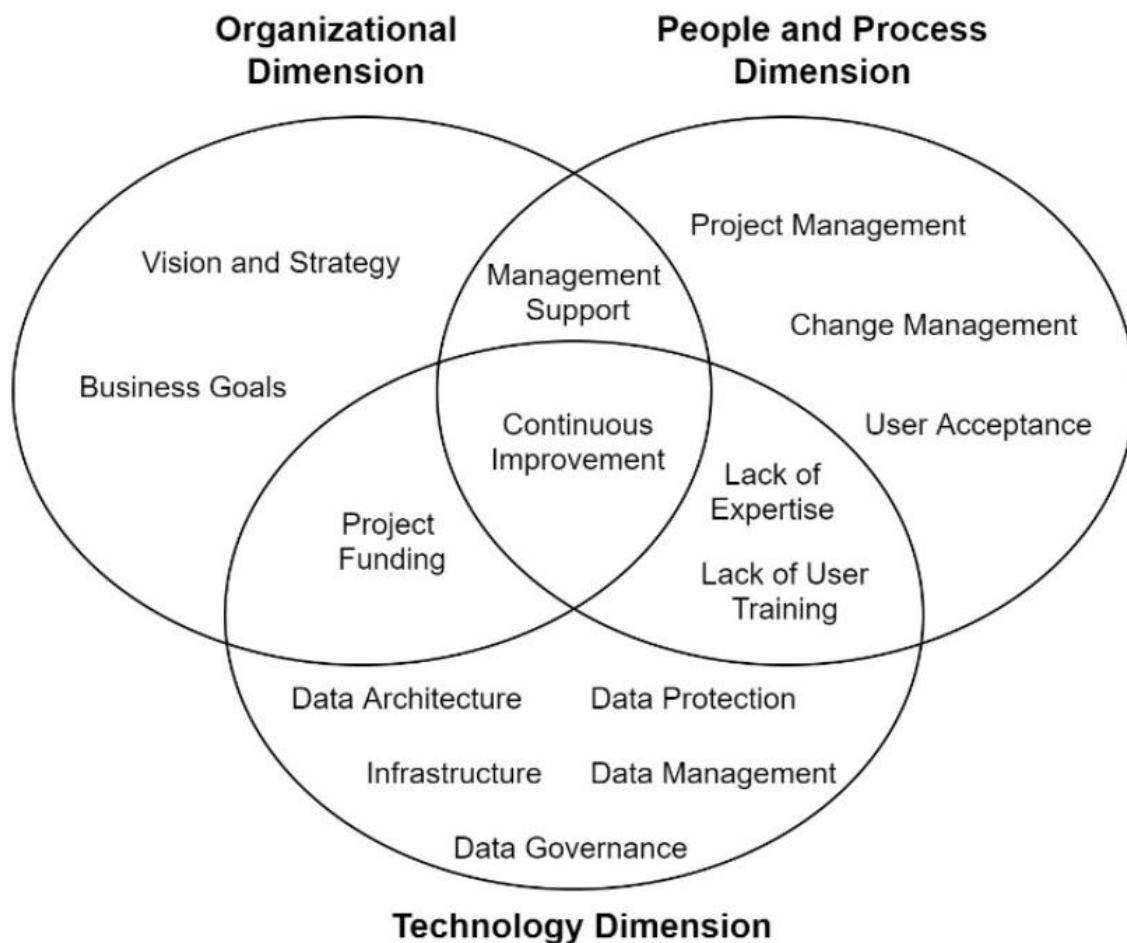 Organizational
Dimension
People and Process
Dimension
Vision and Strategy
Business Goals
Management
Support
Project Management
Change Management
User Acceptance
Continuous
Improvement
Project
Funding
Lack of
Expertise
Lack of User
Training
Data Architecture
Data Protection
Infrastructure
Data Management
Data Governance
Technology Dimension